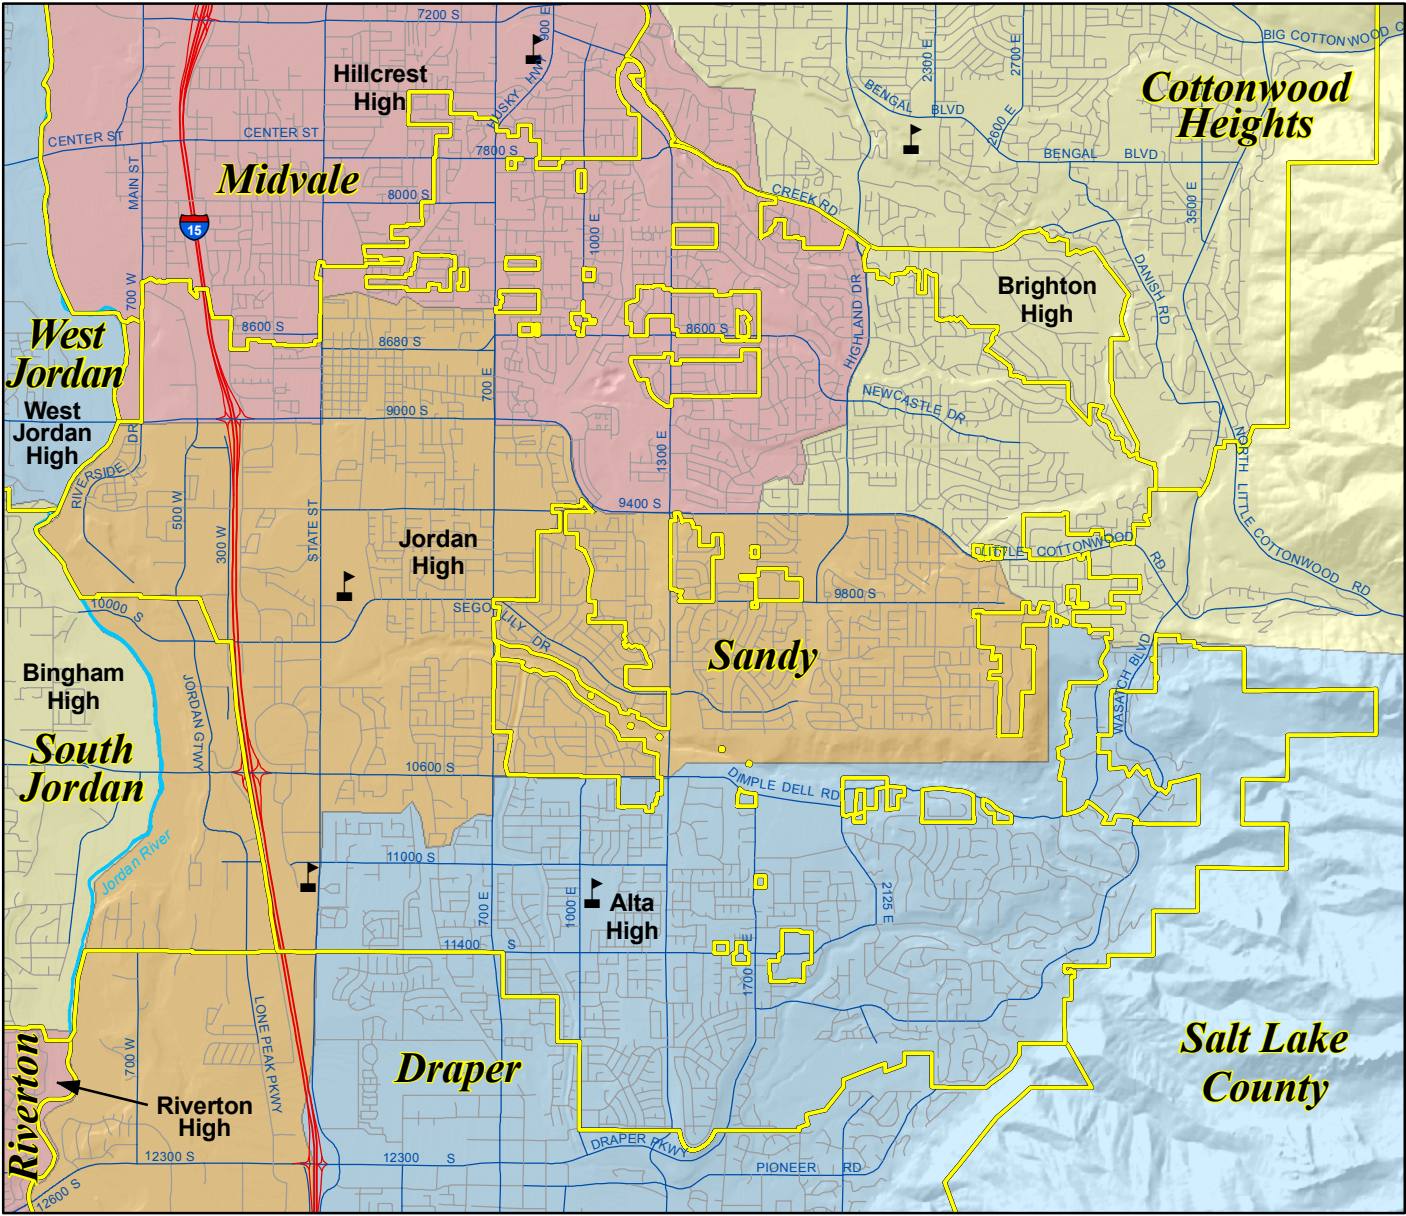 7200 S
900 E
BIG COTTONWOOD C
2300 E
2700 E
Hillcrest
High
HUSKY HWY
BENGAL BLVD
2600 E
Cottonwood
Heights
CENTER ST
CENTER ST
7800 S
BENGAL BLVD
MAIN ST
Midvale
8000 S
CREEK RD
3500 E
15
1000 E
DANISH RD
700 W
HIGHLAND DR
Brighton
High
West
Jordan
8600 S
8600 S
8680 S
700 E
NEWCASTLE DR
West
Jordan
High
9000 S
DR
RIVERSIDE
1300 E
NORTH LITTLE COTTONWOOD RD
500 W
300 W
STATE ST
9400 S
Jordan
High
LITTLE COTTONWOOD RD
10000 S
SEGO LILY DR
9800 S
Sandy
WASATCH BLVD
Bingham
High
JORDAN GTWY
South
Jordan
10600 S
DIMPLE DELL RD
Jordan River
11000 S
700 E
1000 E
Alta
High
2125 E
11400 S
1700 E
LONE PEAK PKWY
Riverton
700 W
Draper
Salt Lake
County
Riverton
High
12300 S
12300 S
DRAPER PKWY
PIONEER RD
12600 S